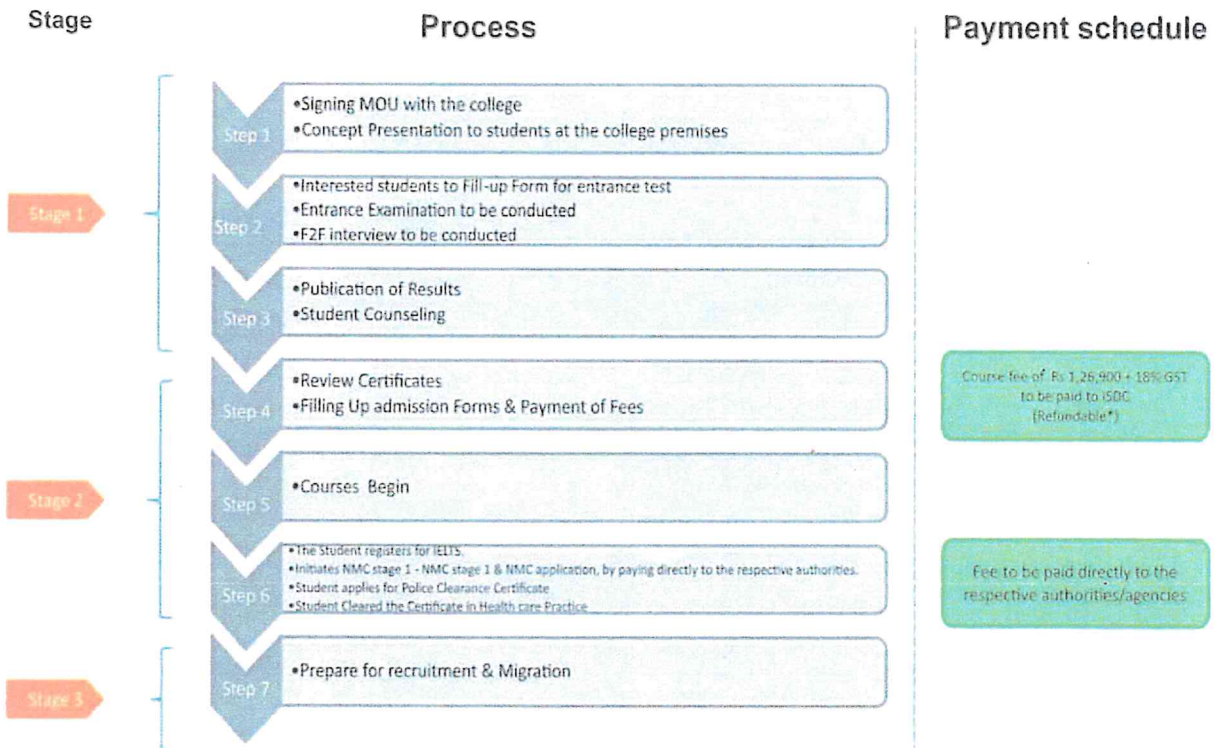 Stage
Process
Payment schedule
Stage 1
Step 1
•Signing MOU with the college
•Concept Presentation to students at the college premises
Step 2
•Interested students to Fill-up Form for entrance test
•Entrance Examination to be conducted
•F2F interview to be conducted
Step 3
•Publication of Results
•Student Counseling
Stage 2
Step 4
•Review Certificates
•Filling Up admission Forms & Payment of Fees
Course fee of Rs 1,26,900 + 18% GST
to be paid to ISDC
(Refundable*)
Step 5
•Courses Begin
Step 6
•The Student registers for IELTS.
•Initiates NMC stage 1 - NMC stage 1 & NMC application, by paying directly to the respective authorities.
•Student applies for Police Clearance Certificate
•Student Cleared the Certificate in Health care Practice
Fee to be paid directly to the
respective authorities/agencies
Stage 3
Step 7
•Prepare for recruitment & Migration